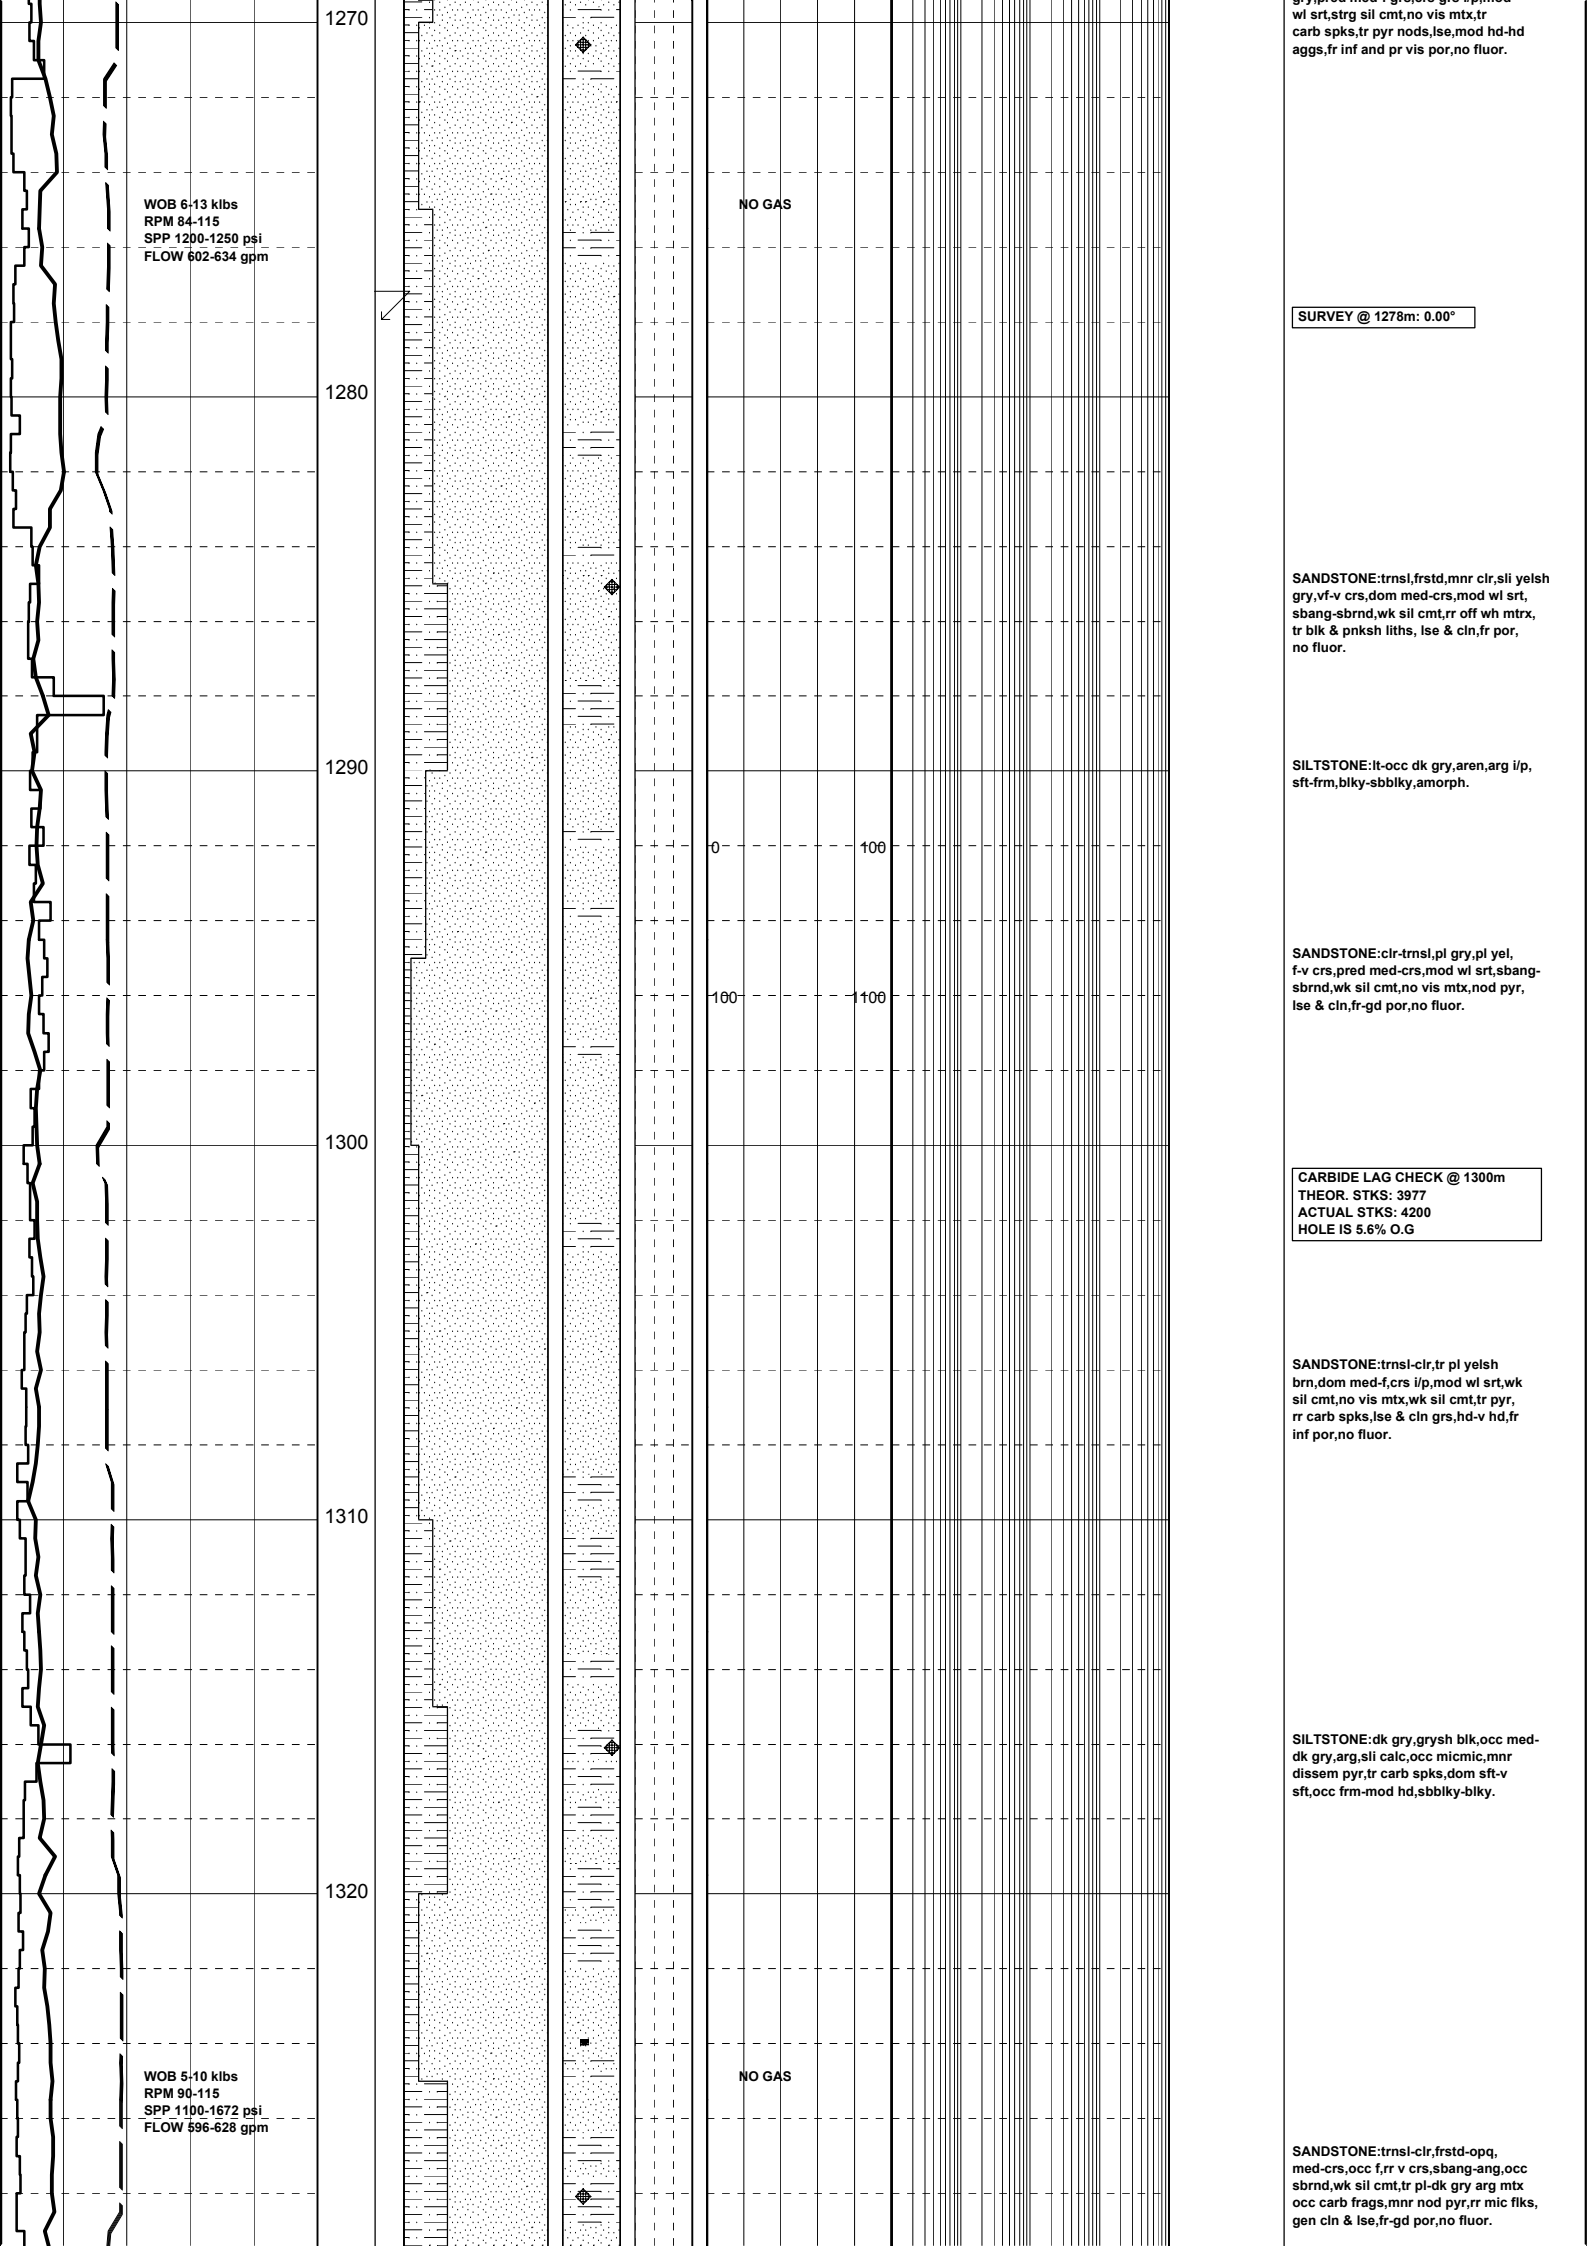 wl srt,strg sil cmt,no vis mtx,tr
carb spks,tr pyr nods,lse,mod hd-hd
aggs,fr inf and pr vis por,no fluor.
1270
WOB 6-13 klbs
RPM 84-115
SPP 1200-1250 psi
FLOW 602-634 gpm
NO GAS
SURVEY @ 1278m: 0.00°
1280
SANDSTONE:trnsl,frstd,mnr clr,sli yelsh
gry,vf-v crs,dom med-crs,mod wl srt,
sbang-sbrnd,wk sil cmt,rr off wh mtrx,
tr blk & pnksh liths, lse & cln,fr por,
no fluor.
1290
SILTSTONE:lt-occ dk gry,aren,arg i/p,
sft-frm,blky-sbblky,amorph.
0 100
SANDSTONE:clr-trnsl,pl gry,pl yel,
f-v crs,pred med-crs,mod wl srt,sbang-
sbrnd,wk sil cmt,no vis mtx,nod pyr,
lse & cln,fr-gd por,no fluor.
100 1100
1300
CARBIDE LAG CHECK @ 1300m
THEOR. STKS: 3977
ACTUAL STKS: 4200
HOLE IS 5.6% O.G
SANDSTONE:trnsl-clr,tr pl yelsh
brn,dom med-f,crs i/p,mod wl srt,wk
sil cmt,no vis mtx,wk sil cmt,tr pyr,
rr carb spks,lse & cln grs,hd-v hd,fr
inf por,no fluor.
1310
SILTSTONE:dk gry,grysh blk,occ med-
dk gry,arg,sli calc,occ micmic,mnr
dissem pyr,tr carb spks,dom sft-v
sft,occ frm-mod hd,sbblky-blky.
1320
WOB 5-10 klbs
RPM 90-115
SPP 1100-1672 psi
FLOW 596-628 gpm
NO GAS
SANDSTONE:trnsl-clr,frstd-opq,
med-crs,occ f,rr v crs,sbang-ang,occ
sbrnd,wk sil cmt,tr pl-dk gry arg mtx
occ carb frags,mnr nod pyr,rr mic flks,
gen cln & lse,fr-gd por,no fluor.